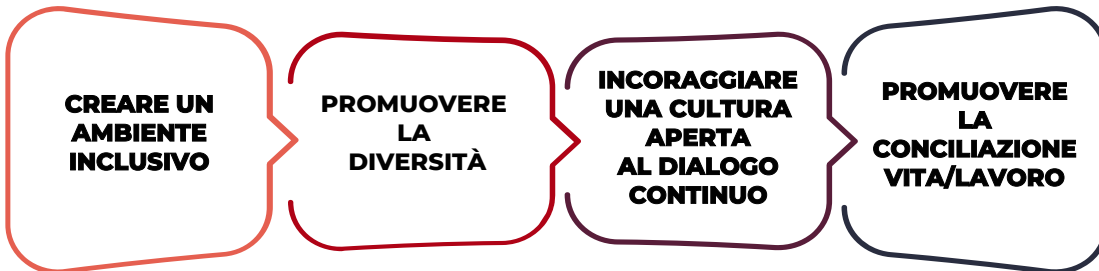 CREARE UN
AMBIENTE
INCLUSIVO
PROMUOVERE
LA
DIVERSITÀ
INCORAGGIARE
UNA CULTURA
APERTA
AL DIALOGO
CONTINUO
PROMUOVERE
LA
CONCILIAZIONE
VITA/LAVORO